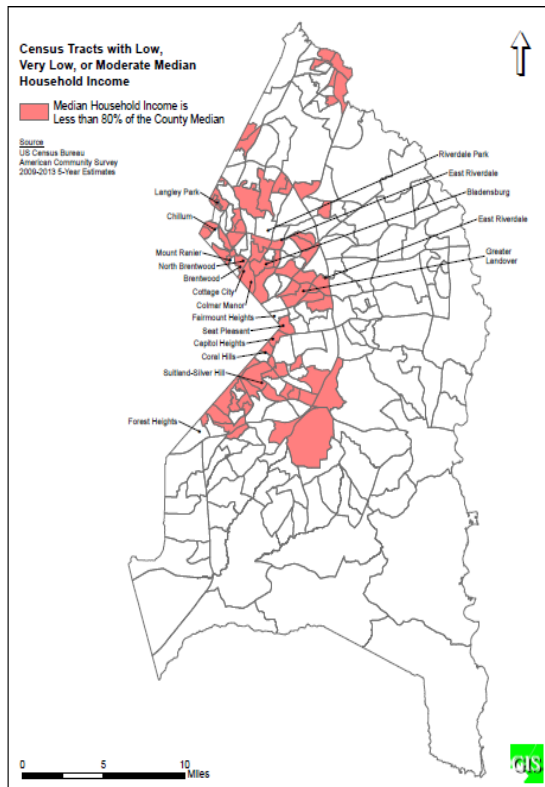 Census Tracts with Low,
Very Low, or Moderate Median
Household Income
Median Household Income is
Less than 80% of the County Median
Source
US Census Bureau
American Community Survey
2009-2013 5-Year Estimates
Riverdale Park
East Riverdale
Bladensburg
East Riverdale
Greater
Landover
Langley Park
Chillum
Mount Renier
North Brentwood
Brentwood
Cottage City
Colmar Manor
Fairmount Heights
Seat Pleasant
Capitol Heights
Coral Hills
Suitland-Silver Hill
Forest Heights
0 5 10
Miles
GIS